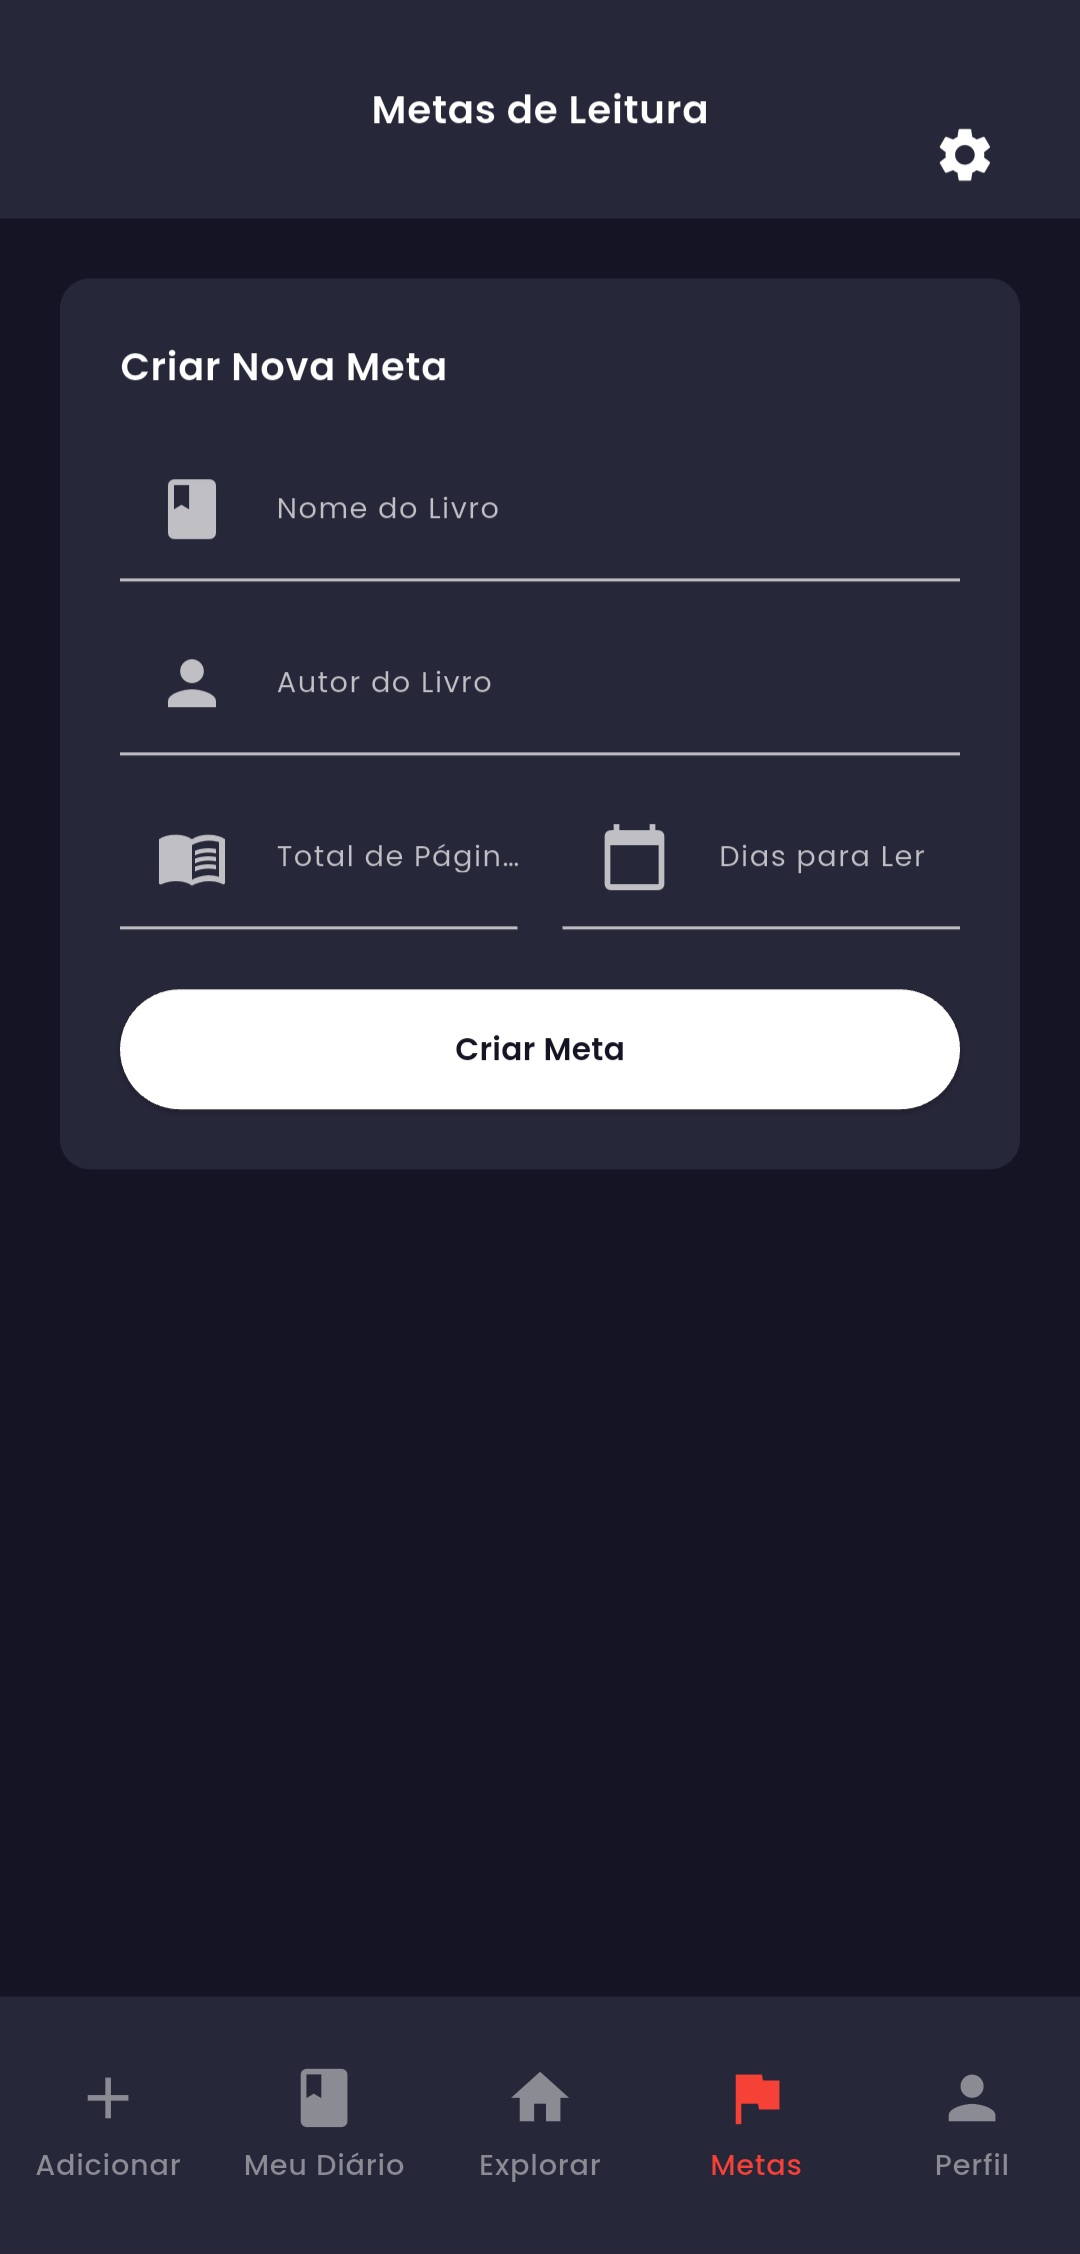 Metas de Leitura
Criar Nova Meta
Nome do Livro
Autor do Livro
Total de Págin...
Dias para Ler
Criar Meta
Adicionar
Meu Diário
Explorar
Metas
Perfil